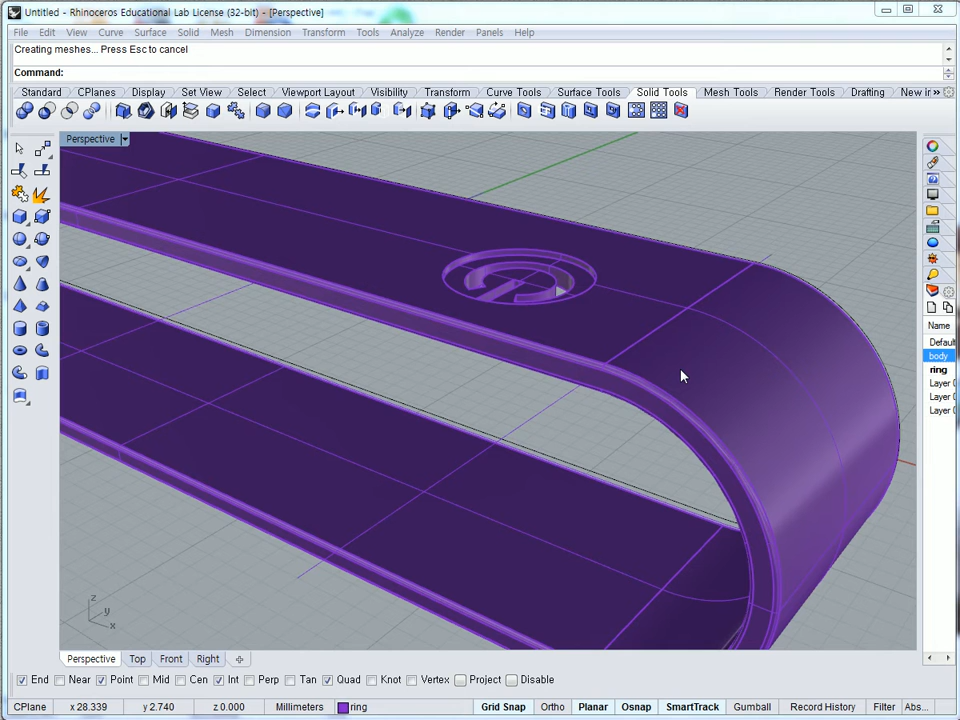 Untitled - Rhinoceros Educational Lab License (32-bit) - [Perspective]
File Edit View Curve Surface Solid Mesh Dimension Transform Tools Analyze Render Panels Help
Creating meshes... Press Esc to cancel
Command:
Standard CPlanes Display Set View Select Viewport Layout Visibility Transform Curve Tools Surface Tools Solid Tools Mesh Tools Render Tools Drafting New in »
Perspective
Name
Default
body
ring
Layer
Layer
Layer
z
y
x
Perspective Top Front Right
End Near Point Mid Cen Int Perp Tan Quad Knot Vertex Project Disable
CPlane x 28.339 y 2.740 z 0.000 Millimeters ring Grid Snap Ortho Planar Osnap SmartTrack Gumball Record History Filter Abs...